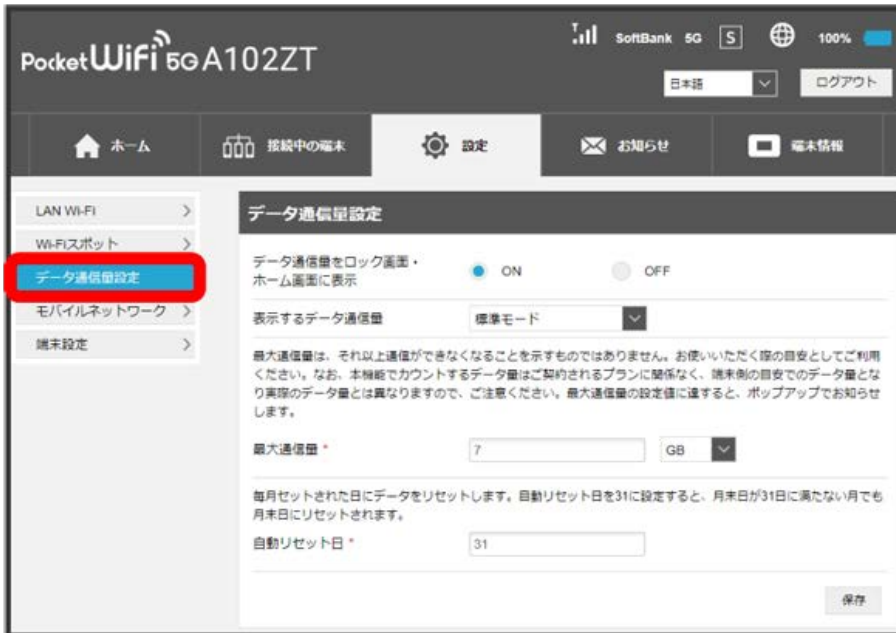 SoftBank 5G S 100%
Pocket WiFi 5G A102ZT
日本語 ログアウト
ホーム 接続中の端末 設定 お知らせ 端末情報
LAN Wi-Fi
Wi-Fiスポット
データ通信量設定
モバイルネットワーク
端末設定
データ通信量設定
データ通信量をロック画面・
ホーム画面に表示
ON OFF
表示するデータ通信量 標準モード
最大通信量は、それ以上通信ができなくなることを示すものではありません。お使いいただく際の目安としてご利用
ください。なお、本機能でカウントするデータ量はご契約されるプランに関係なく、端末側の目安でのデータ量とな
り実際のデータ量とは異なりますので、ご注意ください。最大通信量の設定値に達すると、ポップアップでお知らせ
します。
最大通信量 * 7 GB
毎月セットされた日にデータをリセットします。自動リセット日を31に設定すると、月末日が31日に満たない月でも
月末日にリセットされます。
自動リセット日 * 31
保存